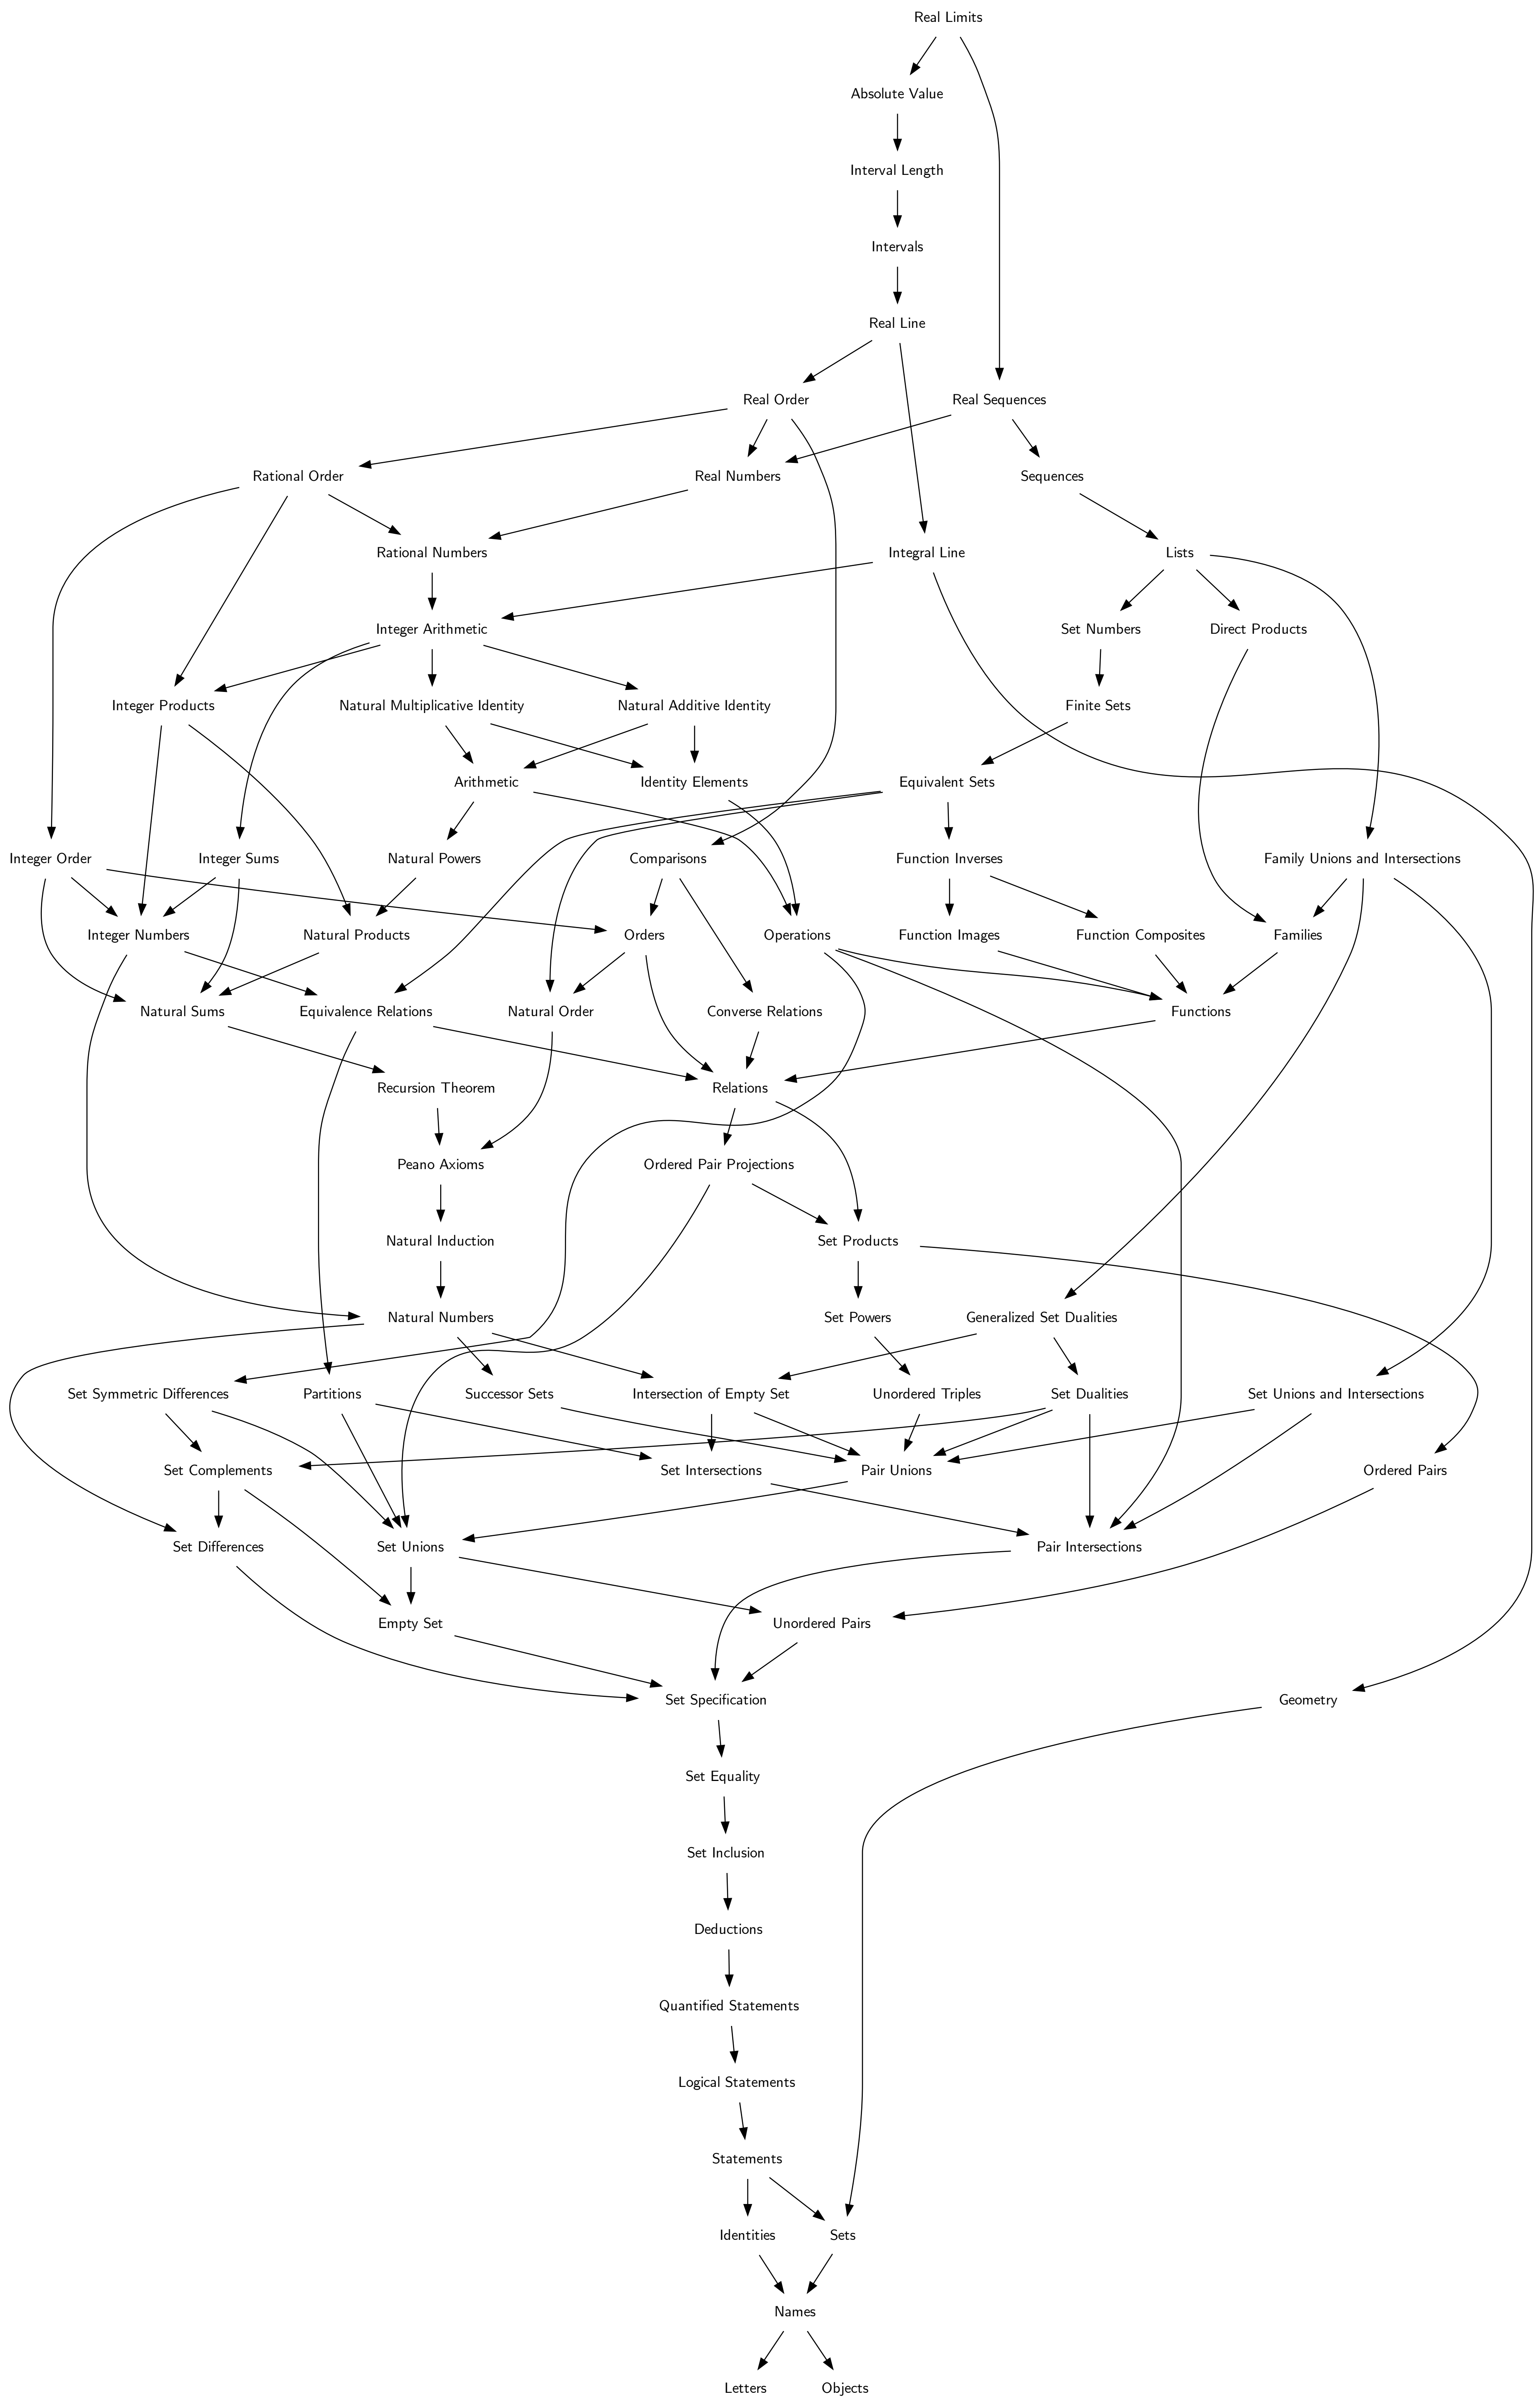 Real Limits
Absolute Value
Interval Length
Intervals
Real Line
Real Order
Real Sequences
Rational Order
Real Numbers
Sequences
Rational Numbers
Integral Line
Lists
Integer Arithmetic
Set Numbers
Direct Products
Integer Products
Natural Multiplicative Identity
Natural Additive Identity
Finite Sets
Arithmetic
Identity Elements
Equivalent Sets
Integer Order
Integer Sums
Natural Powers
Comparisons
Function Inverses
Family Unions and Intersections
Integer Numbers
Natural Products
Orders
Operations
Function Images
Function Composites
Families
Natural Sums
Equivalence Relations
Natural Order
Converse Relations
Functions
Recursion Theorem
Relations
Peano Axioms
Ordered Pair Projections
Natural Induction
Set Products
Natural Numbers
Set Powers
Generalized Set Dualities
Set Symmetric Differences
Partitions
Successor Sets
Intersection of Empty Set
Unordered Triples
Set Dualities
Set Unions and Intersections
Set Complements
Set Intersections
Pair Unions
Ordered Pairs
Set Differences
Set Unions
Pair Intersections
Empty Set
Unordered Pairs
Set Specification
Geometry
Set Equality
Set Inclusion
Deductions
Quantified Statements
Logical Statements
Statements
Identities
Sets
Names
Letters
Objects